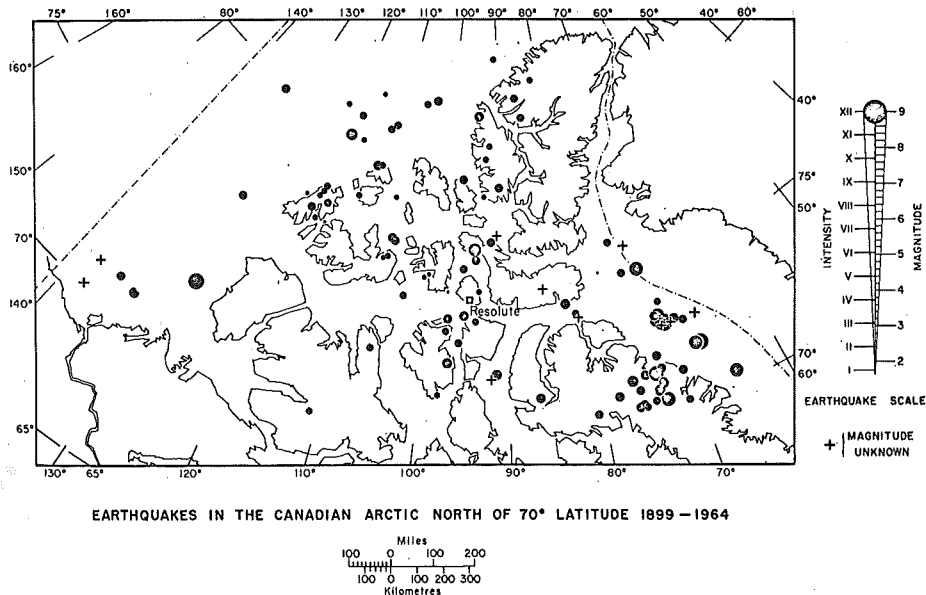 75° 160° 80° 140° 130° 120° 110° 100° 90° 80° 70° 60° 50° 40° 60°
160°
40°
150°
75°
50°
70°
140°
Resolute
70°
60°
65°
130° 65° 120° 110° 100° 90° 80° 70°
XII 9
XI
X 8
IX 7
VIII
VII 6
VI 5
V
IV 4
III 3
II
I 2
INTENSITY
MAGNITUDE
EARTHQUAKE SCALE
+ MAGNITUDE
UNKNOWN
EARTHQUAKES IN THE CANADIAN ARCTIC NORTH OF 70° LATITUDE 1899-1964
Miles
100 0 100 200
100 0 100 200 300
Kilometres